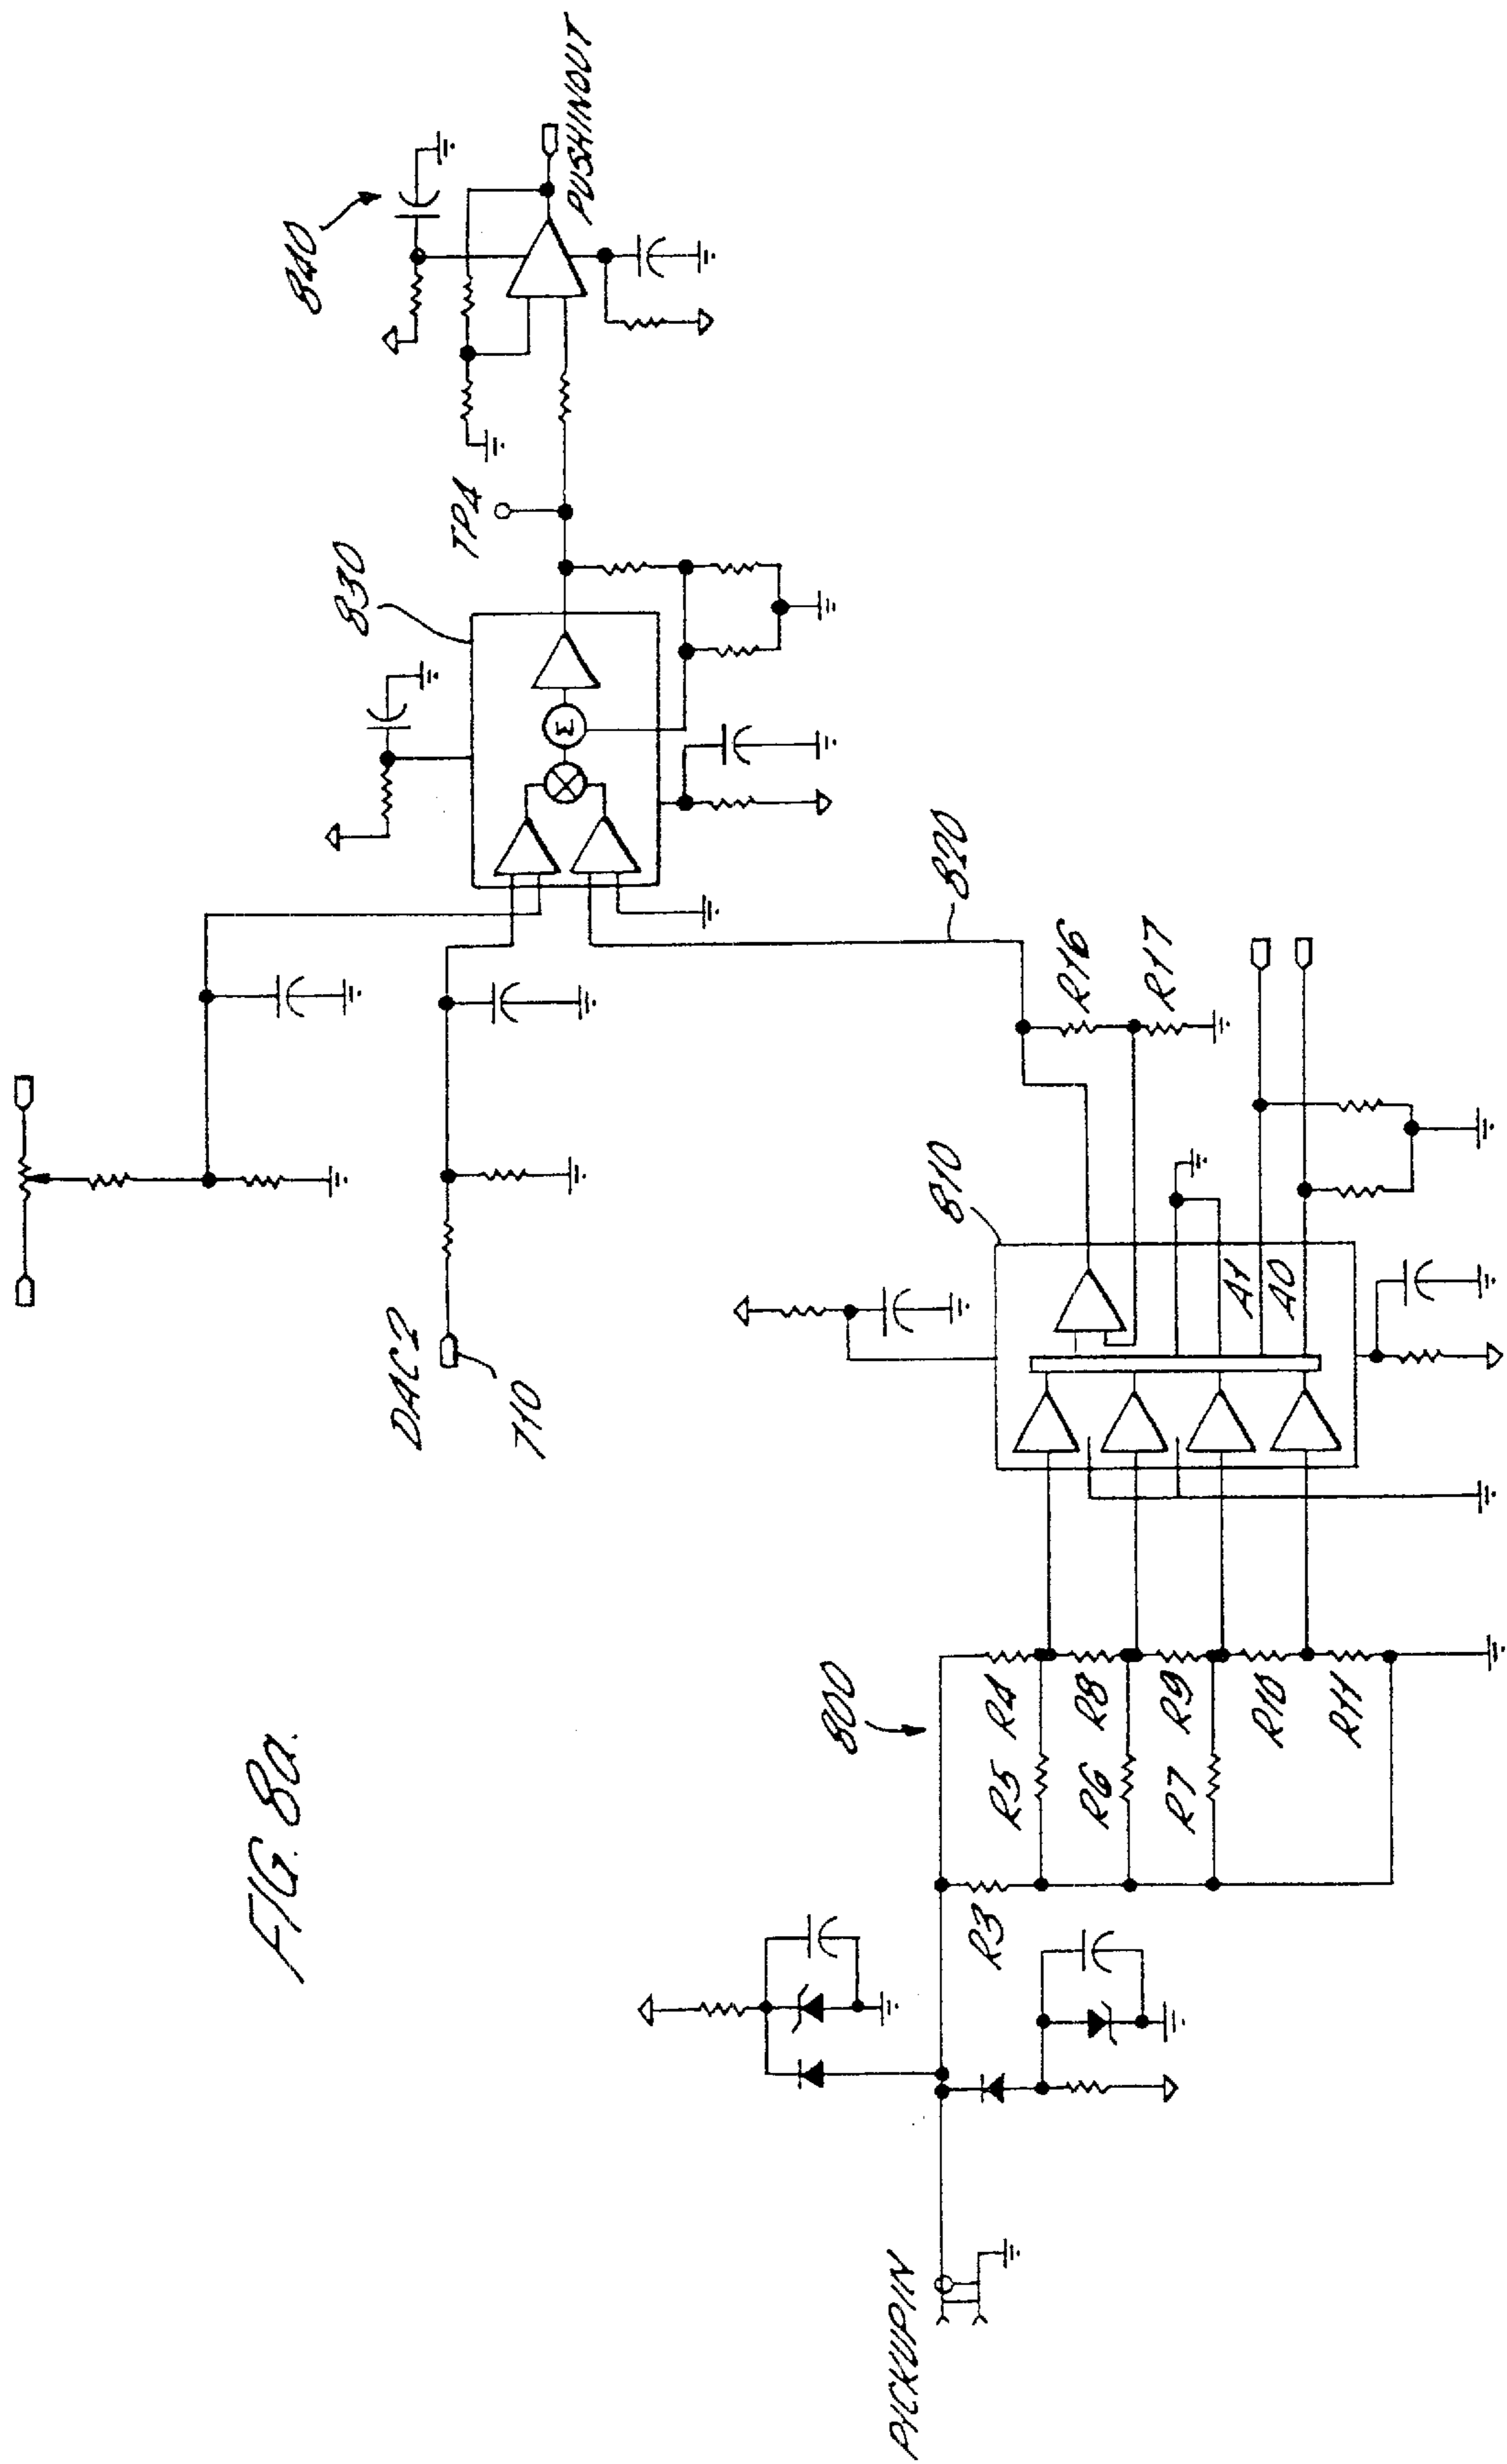 FIG. 8a.
840
PUSHINOUT
TP4
830
DAC2
710
820
R16
R17
810
A1
A0
800
R4
R5
R8
R6
R9
R7
R10
R11
R3
PICKUPIN
Σ